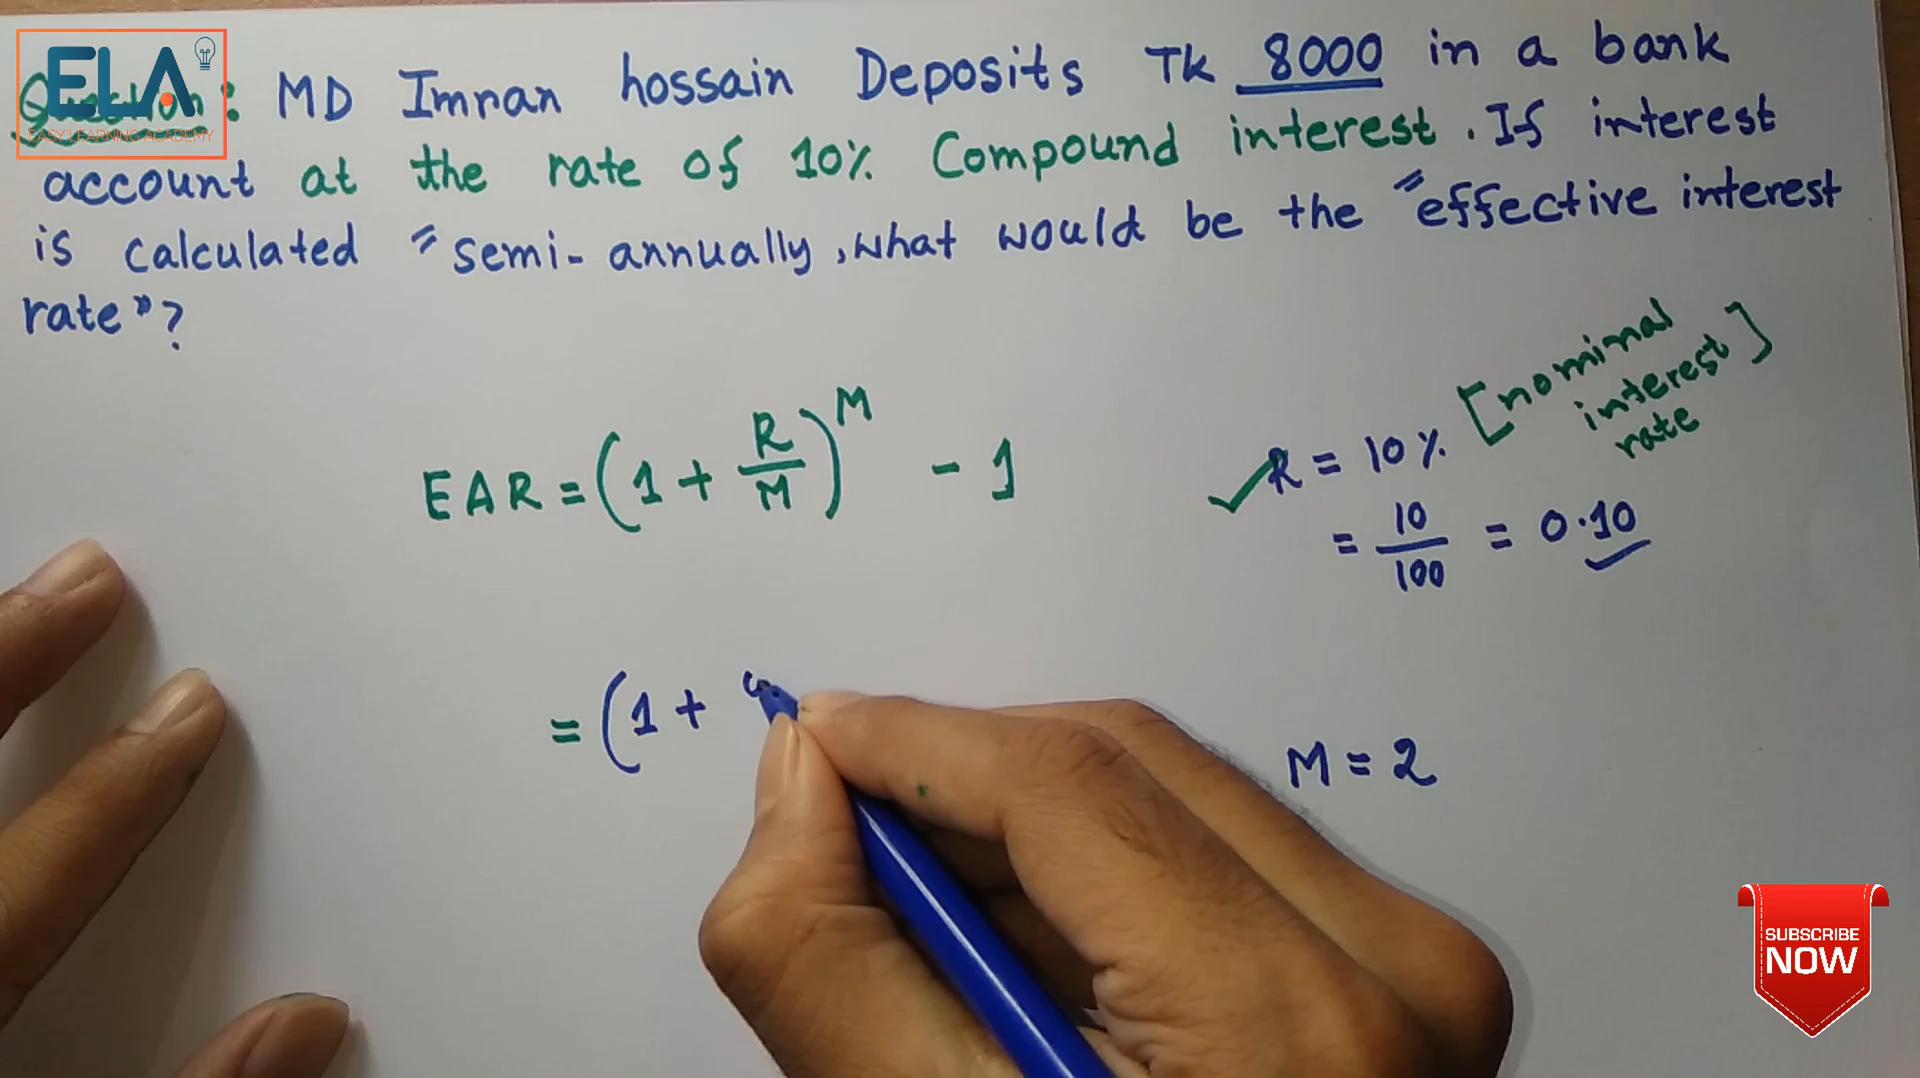 ELA
EASY LEARNING ACADEMY
Question: MD Imran hossain Deposits Tk 8000 in a bank
account at the rate of 10% Compound interest. If interest
is calculated "semi-annually, what would be the "effective interest
rate"?
EAR = (1 + R/M)^M - 1
R = 10% [nominal interest rate]
= 10/100 = 0.10
= (1 +
M = 2
SUBSCRIBE
NOW